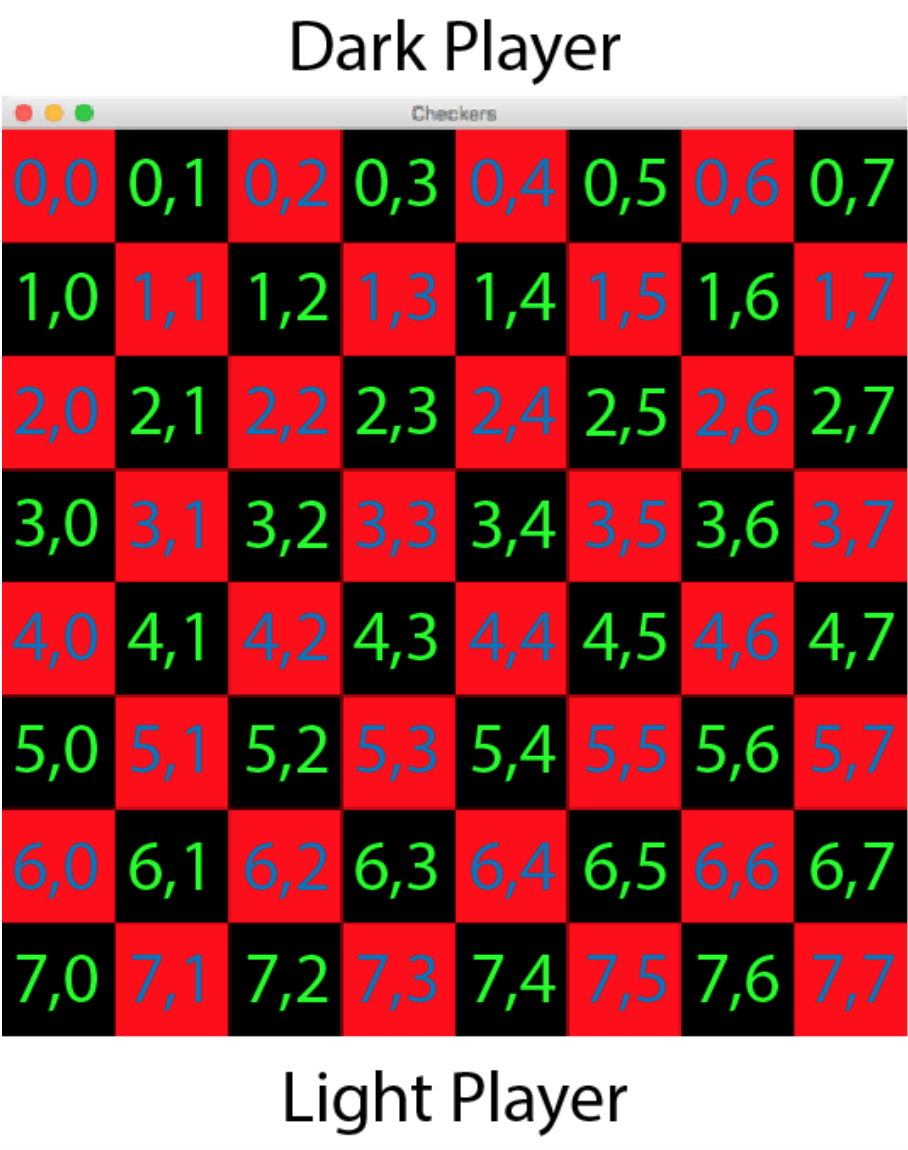 Dark Player
Checkers
0,0 0,1 0,2 0,3 0,4 0,5 0,6 0,7
1,0 1,1 1,2 1,3 1,4 1,5 1,6 1,7
2,0 2,1 2,2 2,3 2,4 2,5 2,6 2,7
3,0 3,1 3,2 3,3 3,4 3,5 3,6 3,7
4,0 4,1 4,2 4,3 4,4 4,5 4,6 4,7
5,0 5,1 5,2 5,3 5,4 5,5 5,6 5,7
6,0 6,1 6,2 6,3 6,4 6,5 6,6 6,7
7,0 7,1 7,2 7,3 7,4 7,5 7,6 7,7
Light Player